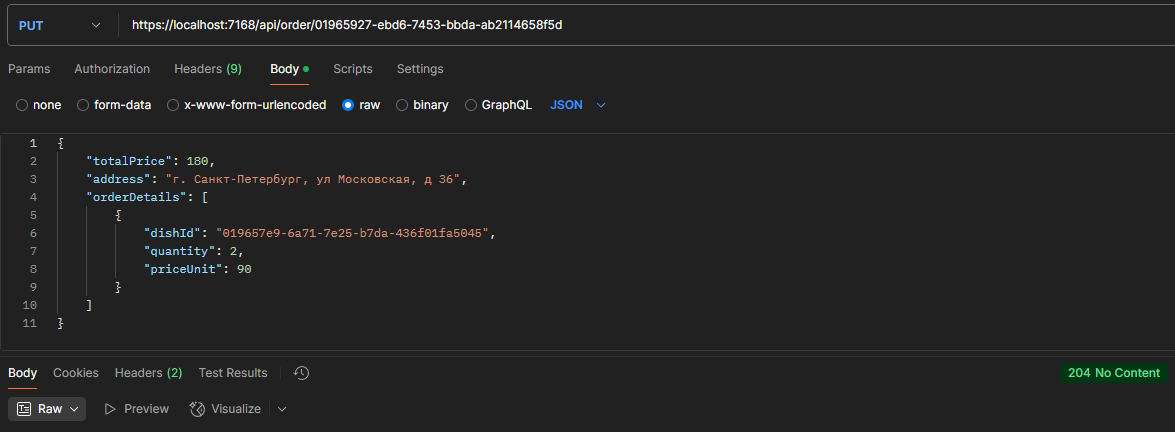 PUT https://localhost:7168/api/order/01965927-ebd6-7453-bbda-ab2114658f5d
Params Authorization Headers (9) Body Scripts Settings
none form-data x-www-form-urlencoded raw binary GraphQL JSON
1 {
2 "totalPrice": 180,
3 "address": "г. Санкт-Петербург, ул Московская, д 36",
4 "orderDetails": [
5 {
6 "dishId": "019657e9-6a71-7e25-b7da-436f01fa5045",
7 "quantity": 2,
8 "priceUnit": 90
9 }
10 ]
11 }
Body Cookies Headers (2) Test Results 204 No Content
Raw Preview Visualize